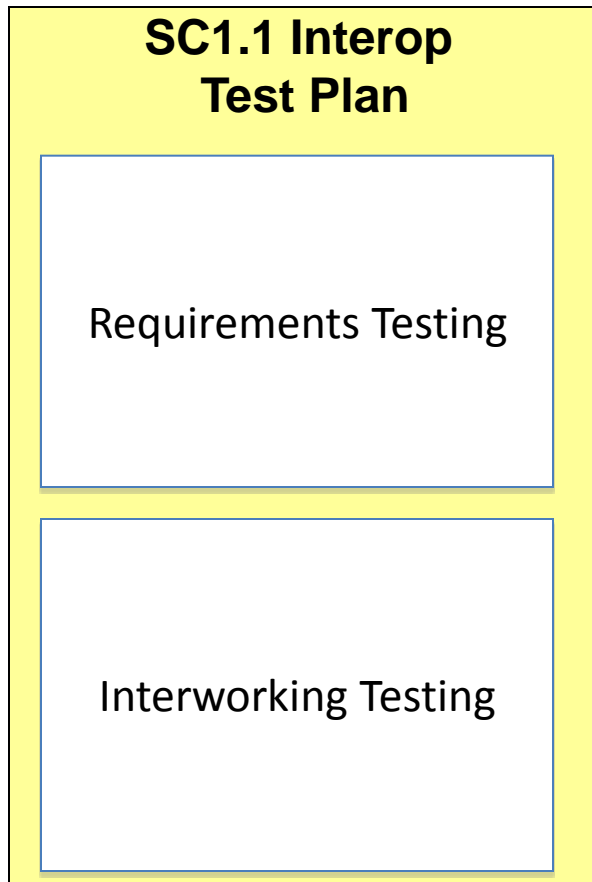 SC1.1 Interop
Test Plan
Requirements Testing
Interworking Testing